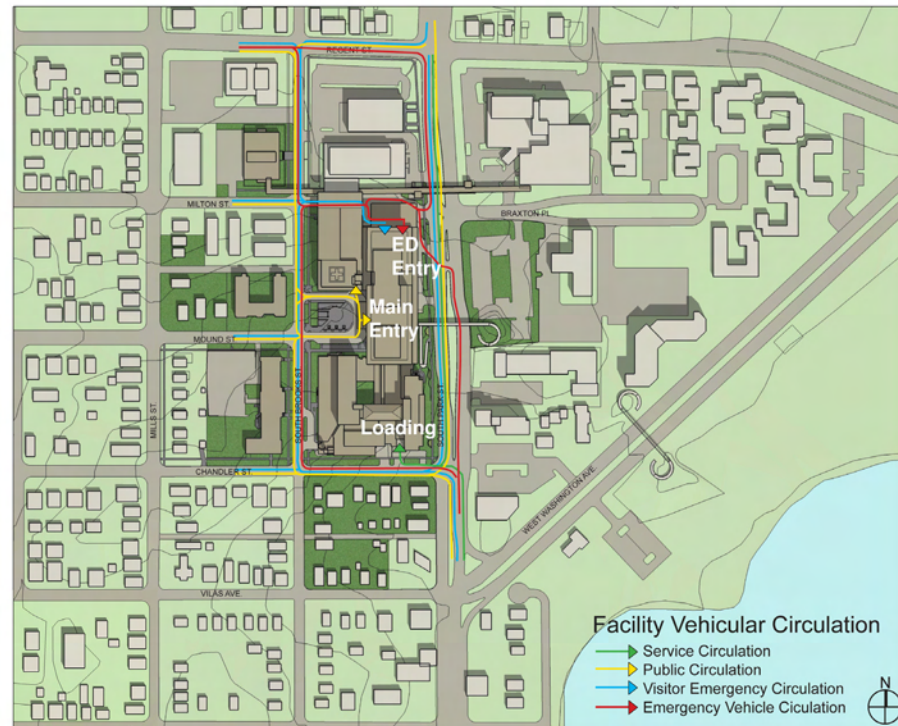 REGENT ST.
MILTON ST.
BRAXTON PL.
ED
Entry
Main
Entry
MOUND ST.
MILLS ST.
SOUTH BROOKS ST.
SOUTH PARK ST.
Loading
CHANDLER ST.
WEST WASHINGTON AVE.
VILAS AVE.
Facility Vehicular Circulation
Service Circulation
Public Circulation
Visitor Emergency Circulation
Emergency Vehicle Ciculation
N